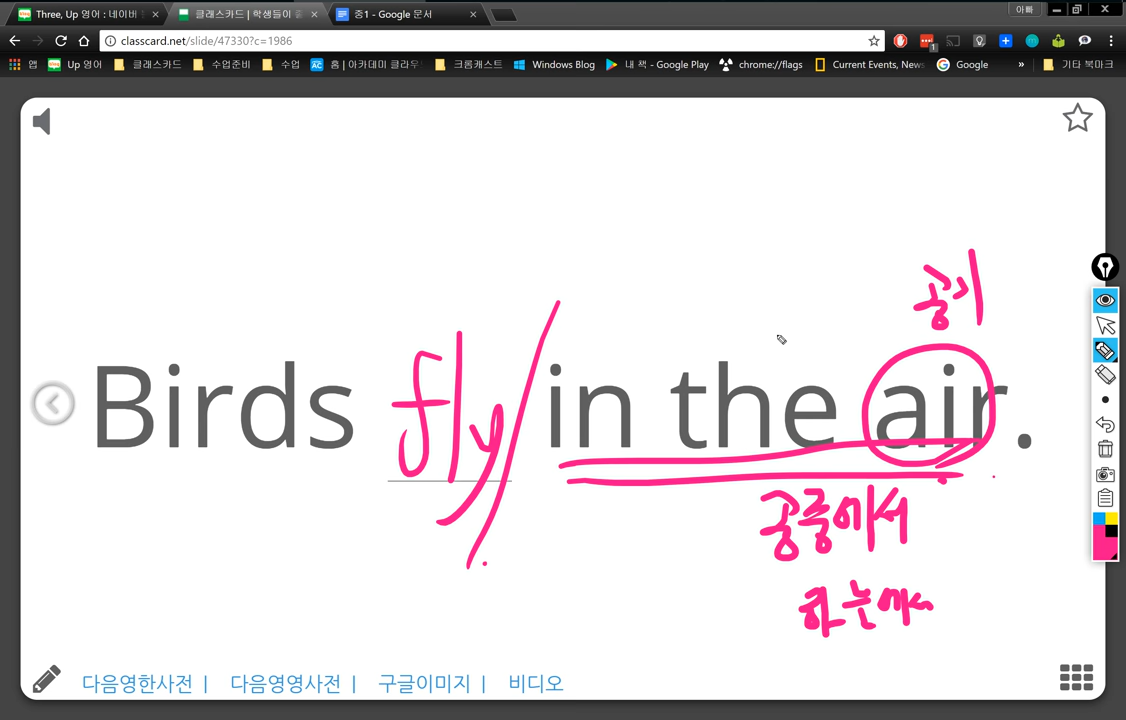 Three, Up 영어 : 네이버
클래스카드 | 학생들이 줄
중1 - Google 문서
아빠
classcard.net/slide/47330?c=1986
앱
Up 영어
클래스카드
수업준비
수업
홈 | 아카데미 클라우
크롬캐스트
Windows Blog
내 책 - Google Play
chrome://flags
Current Events, News
Google
»
기타 북마크
공기
Birds fly / in the air.
공중에서
하늘에서
다음영한사전 | 다음영영사전 | 구글이미지 | 비디오